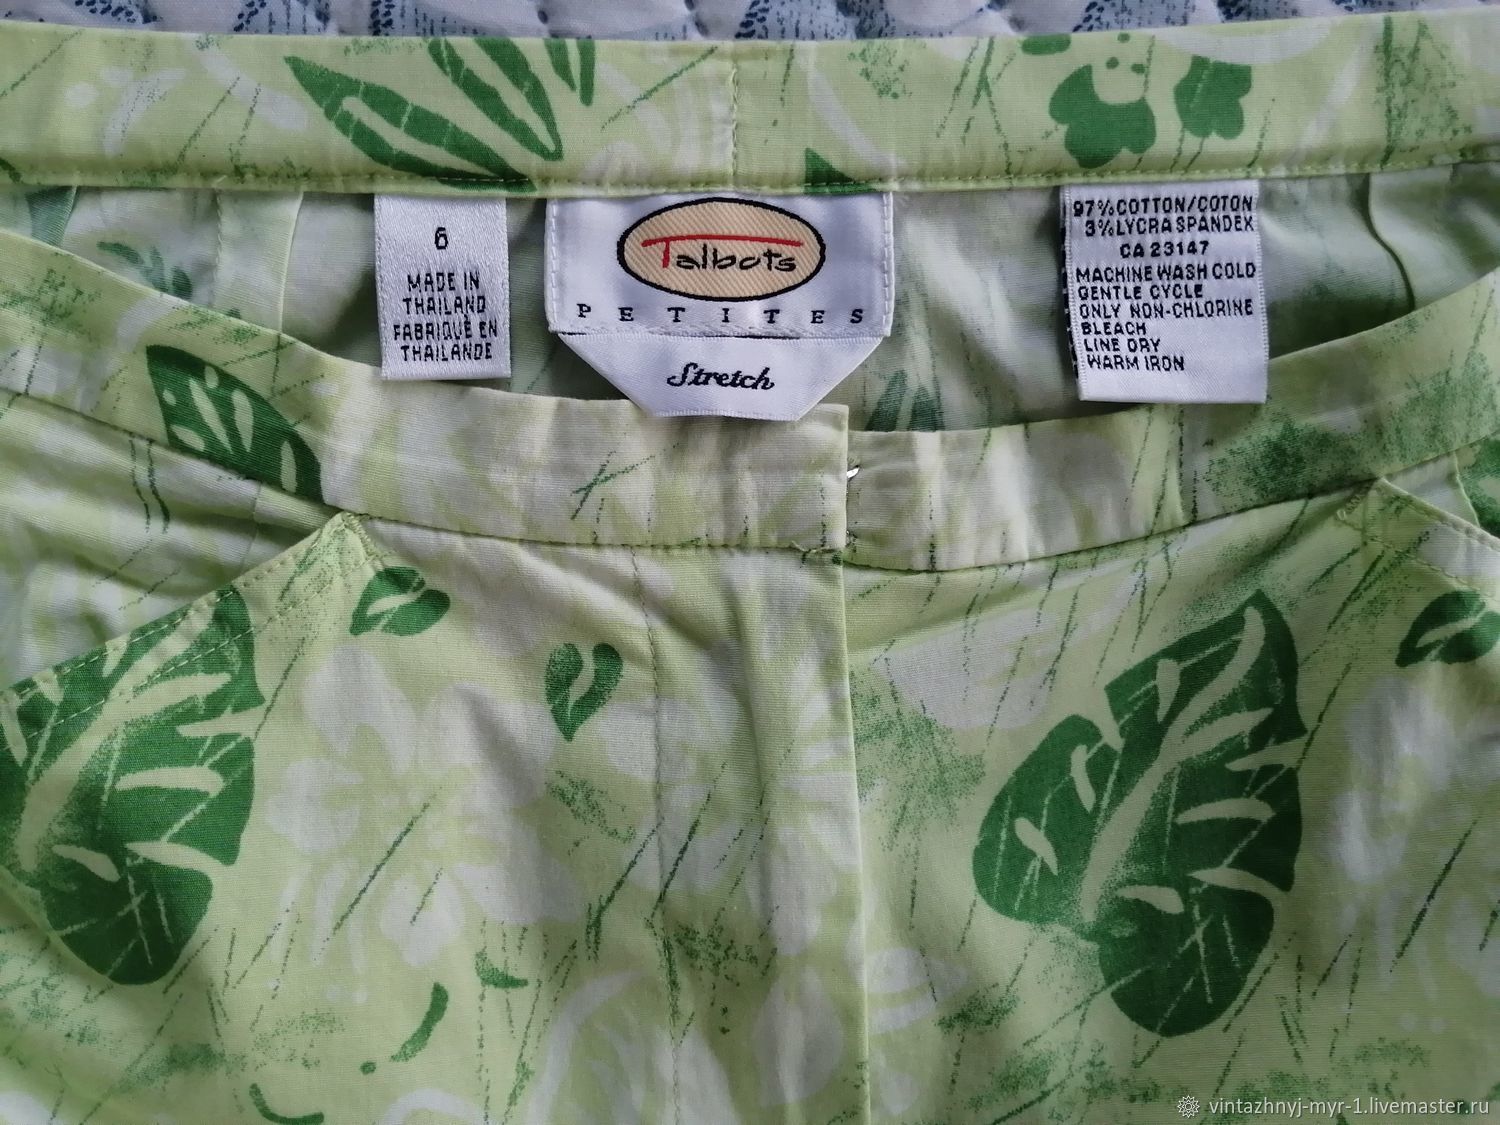 6
MADE IN
THAILAND
FABRIQUÉ EN
THAILANDE
Talbots
PETITES
Stretch
97%COTTON/COTON
3%LYCRA SPANDEX
CA 23147
MACHINE WASH COLD
GENTLE CYCLE
ONLY NON-CHLORINE
BLEACH
LINE DRY
WARM IRON
vintazhnyj-myr-1.livemaster.ru